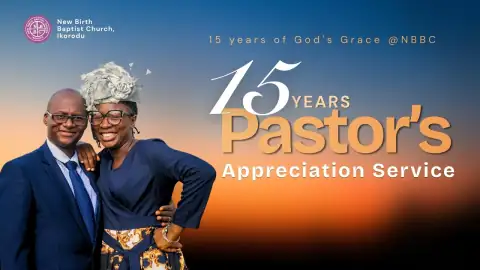 New Birth
Baptist Church,
Ikorodu
15 years of God's Grace @NBBC
15 YEARS
Pastor's
Appreciation Service